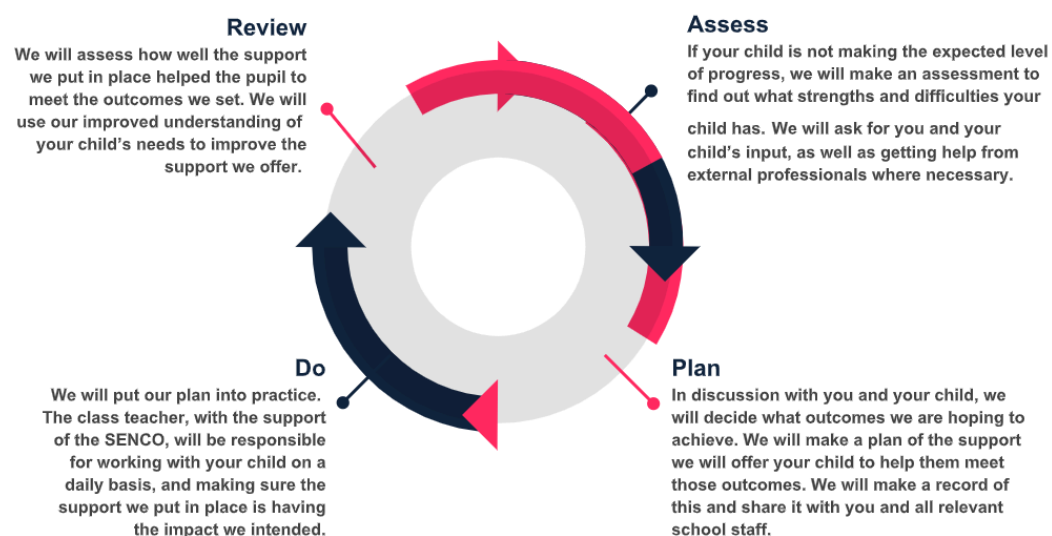 Review
We will assess how well the support
we put in place helped the pupil to
meet the outcomes we set. We will
use our improved understanding of
your child's needs to improve the
support we offer.
Assess
If your child is not making the expected level
of progress, we will make an assessment to
find out what strengths and difficulties your
child has. We will ask for you and your
child's input, as well as getting help from
external professionals where necessary.
Do
We will put our plan into practice.
The class teacher, with the support
of the SENCO, will be responsible
for working with your child on a
daily basis, and making sure the
support we put in place is having
the impact we intended.
Plan
In discussion with you and your child, we
will decide what outcomes we are hoping to
achieve. We will make a plan of the support
we will offer your child to help them meet
those outcomes. We will make a record of
this and share it with you and all relevant
school staff.